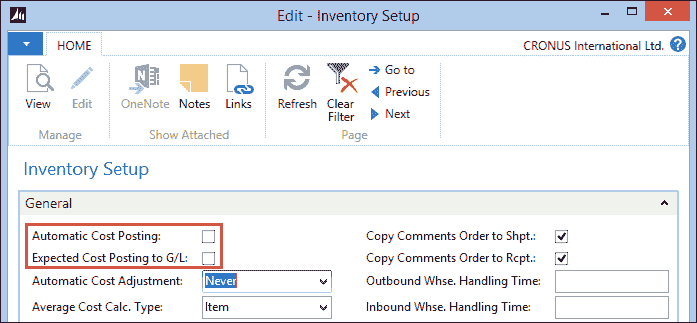 Edit - Inventory Setup
HOME
CRONUS International Ltd.
View
Edit
OneNote
Notes
Links
Refresh
Clear
Filter
Go to
Previous
Next
Manage
Show Attached
Page
Inventory Setup
General
Automatic Cost Posting:
Copy Comments Order to Shpt.:
Expected Cost Posting to G/L:
Copy Comments Order to Rcpt.:
Automatic Cost Adjustment: Never
Outbound Whse. Handling Time:
Average Cost Calc. Type: Item
Inbound Whse. Handling Time: